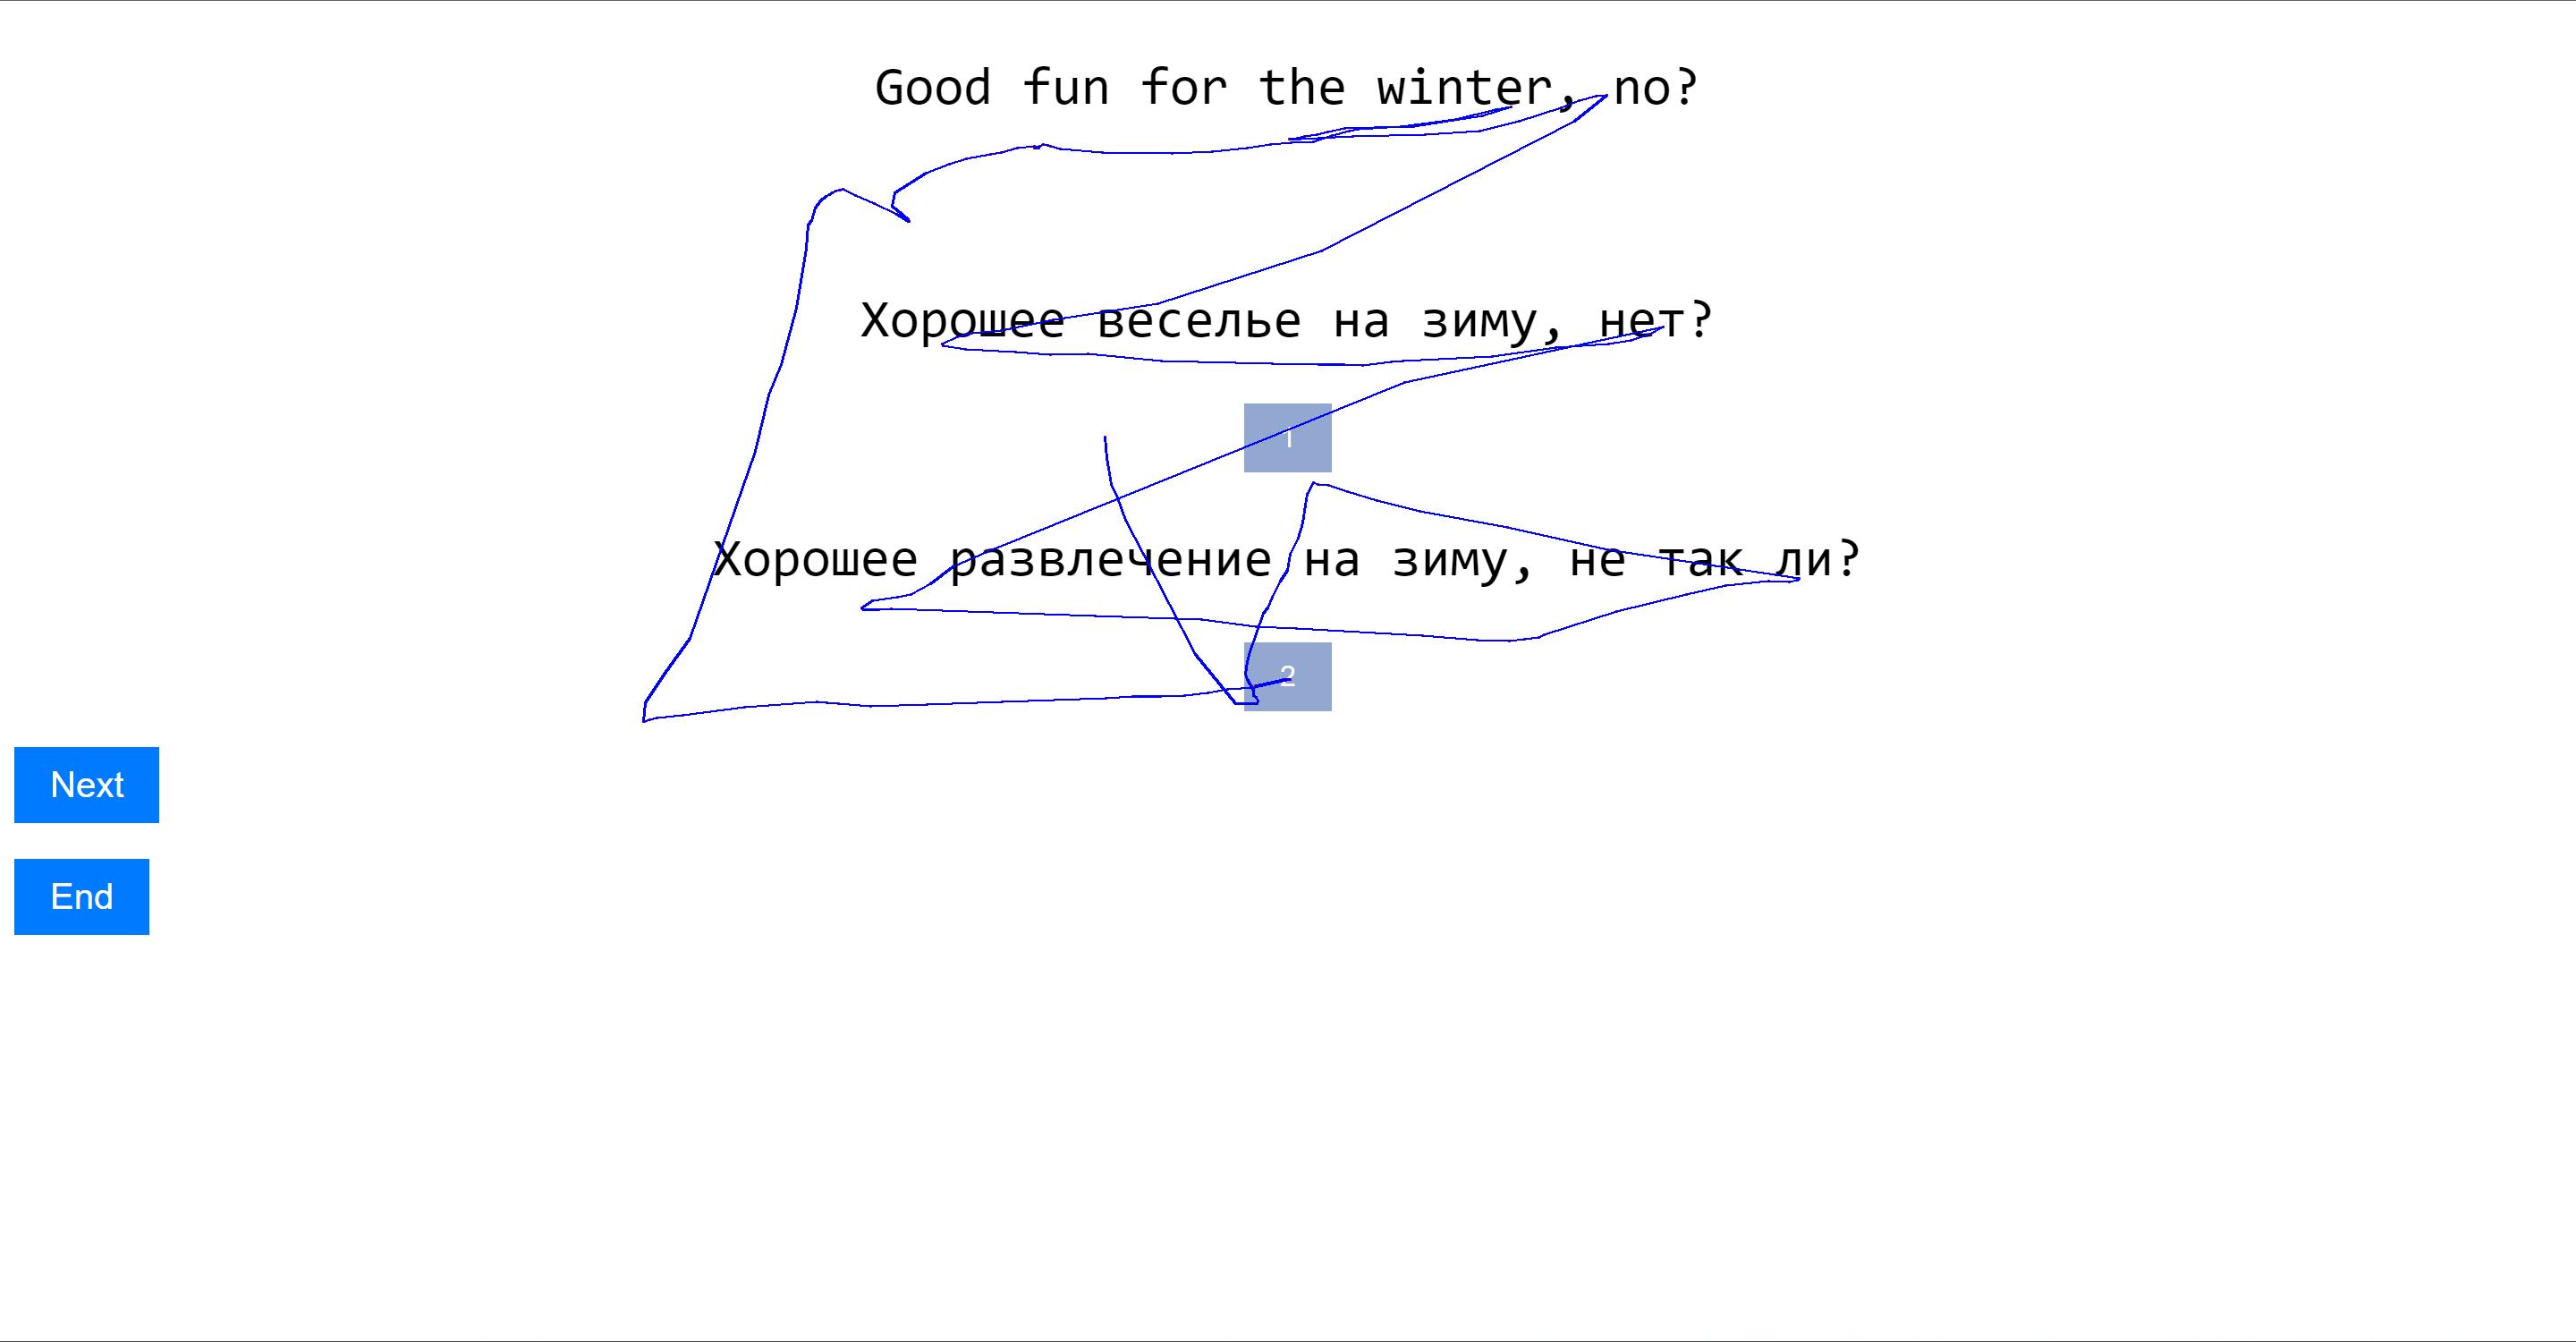 Good fun for the winter, no?
Хорошее веселье на зиму, нет?
1
Хорошее развлечение на зиму, не так ли?
2
Next
End